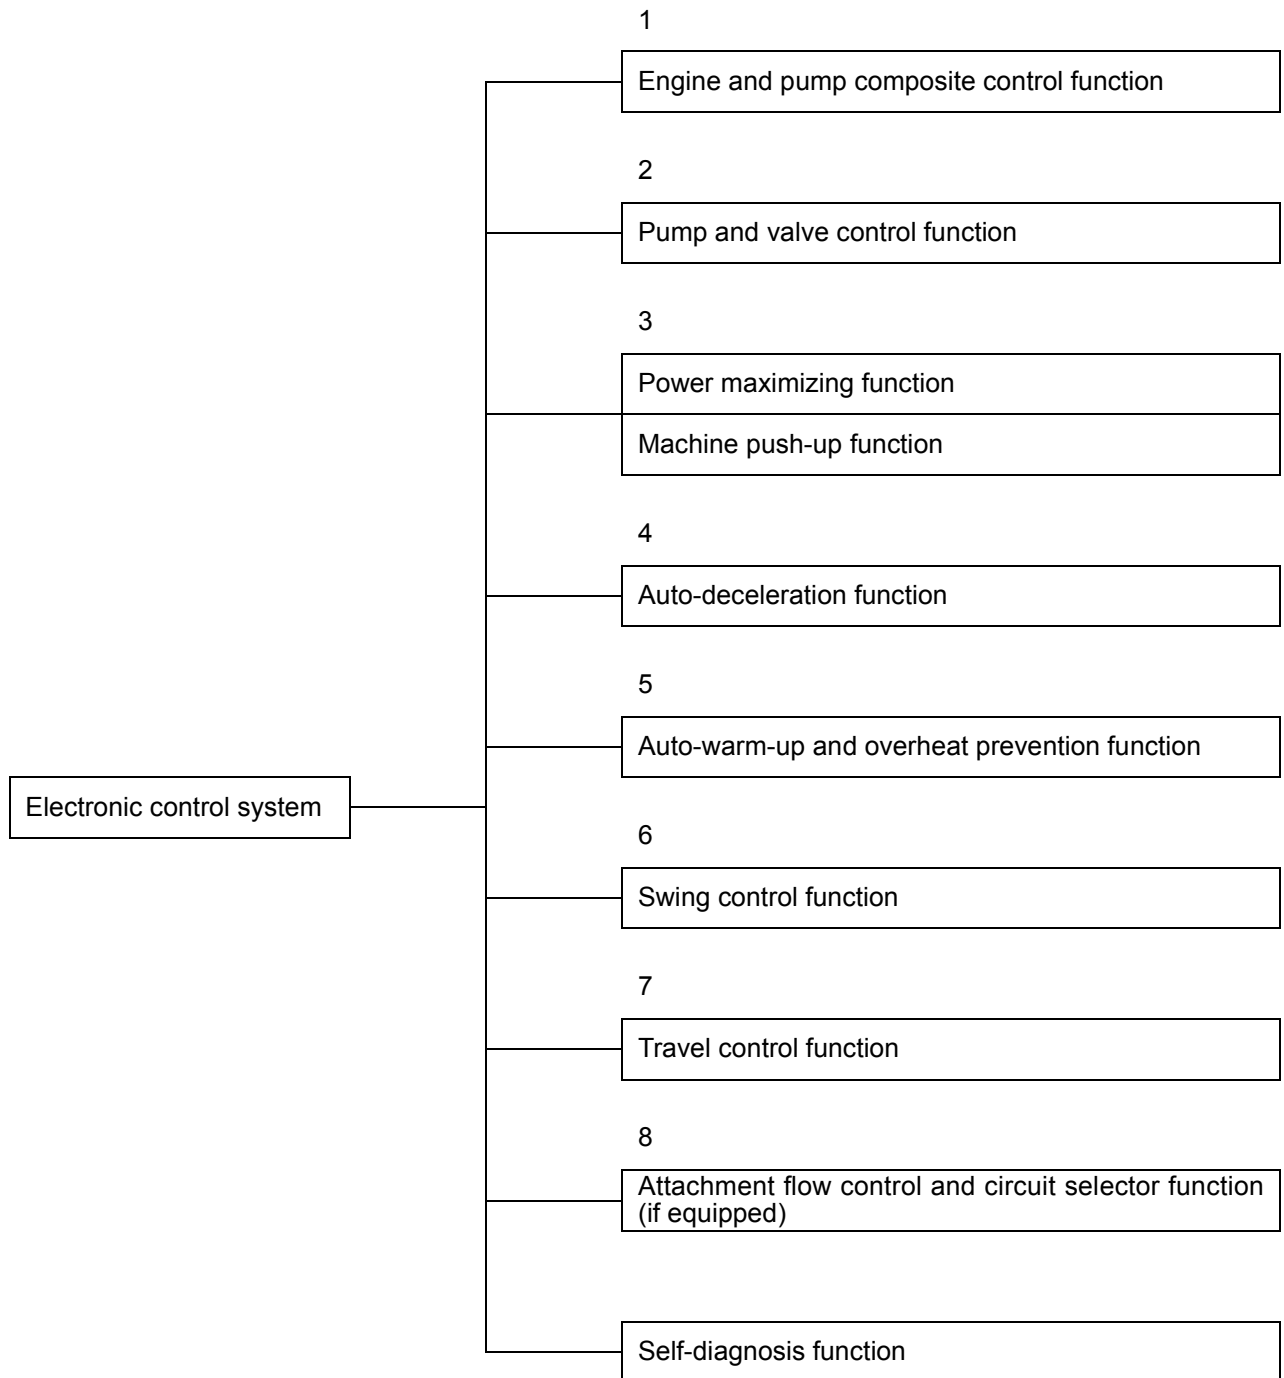 1
Engine and pump composite control function
2
Pump and valve control function
3
Power maximizing function
Machine push-up function
4
Auto-deceleration function
5
Auto-warm-up and overheat prevention function
Electronic control system
6
Swing control function
7
Travel control function
8
Attachment flow control and circuit selector function
(if equipped)
Self-diagnosis function